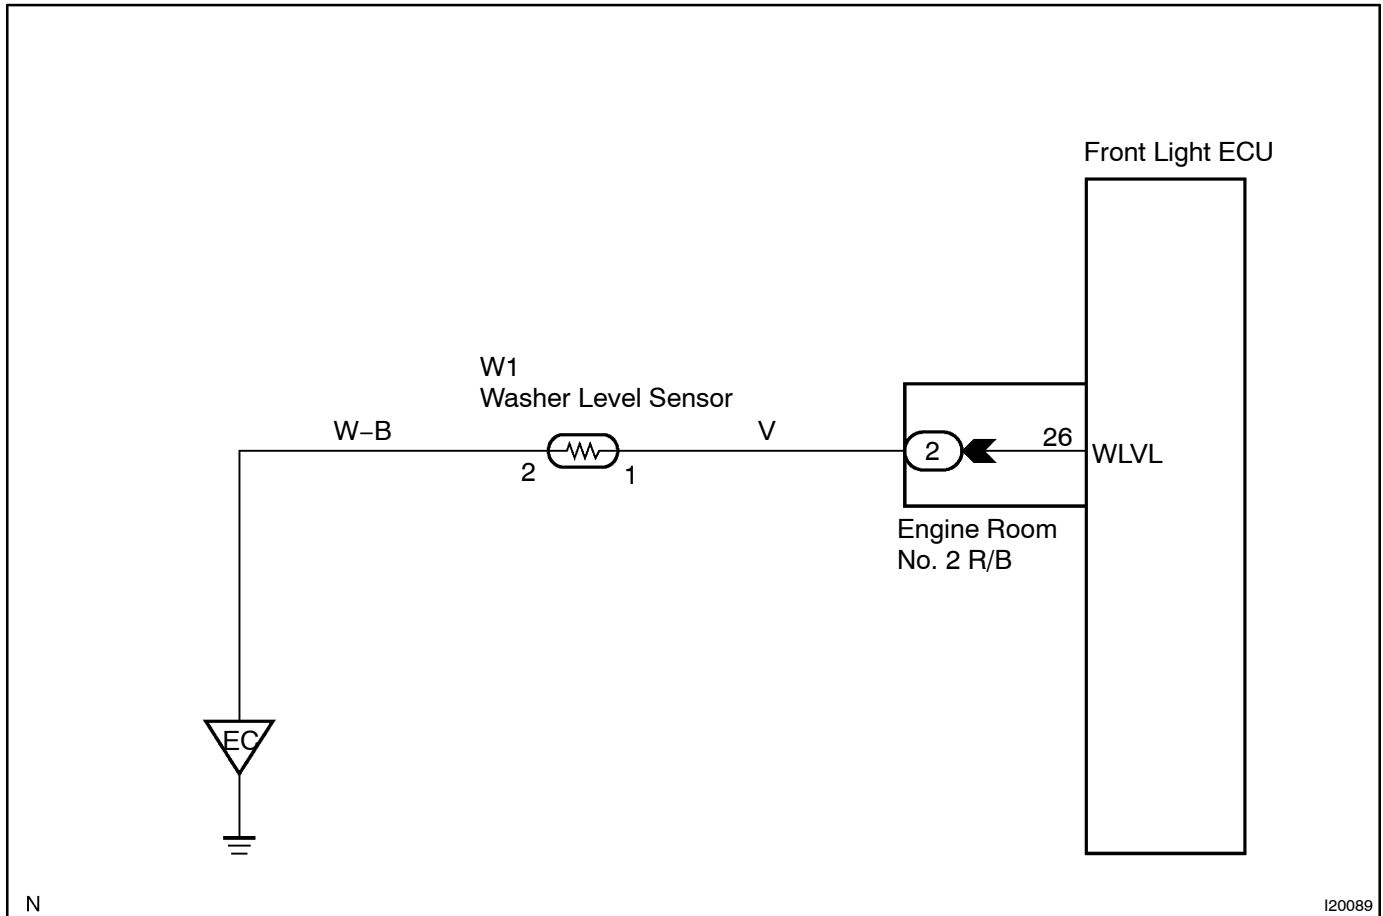 Front Light ECU
W1
Washer Level Sensor
W–B
V
2
1
2
26
WLVL
Engine Room
No. 2 R/B
EC
N
I20089